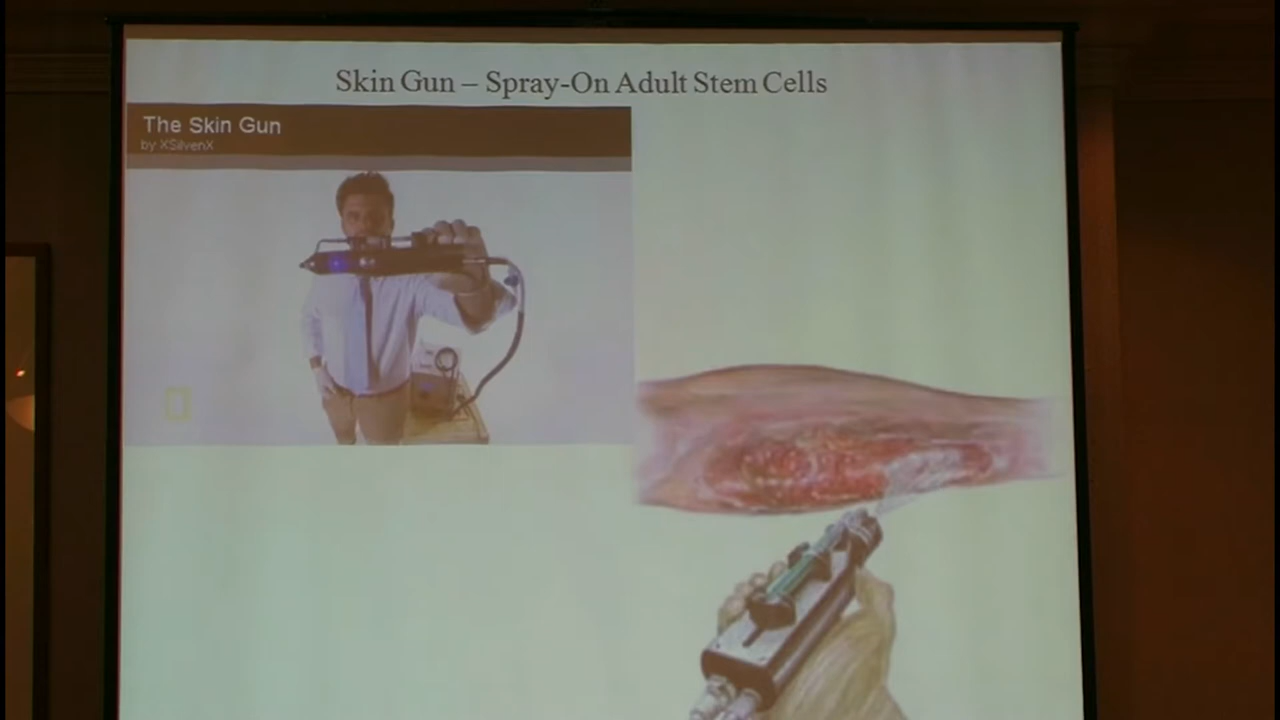 Skin Gun – Spray-On Adult Stem Cells
The Skin Gun
by XSilvenX